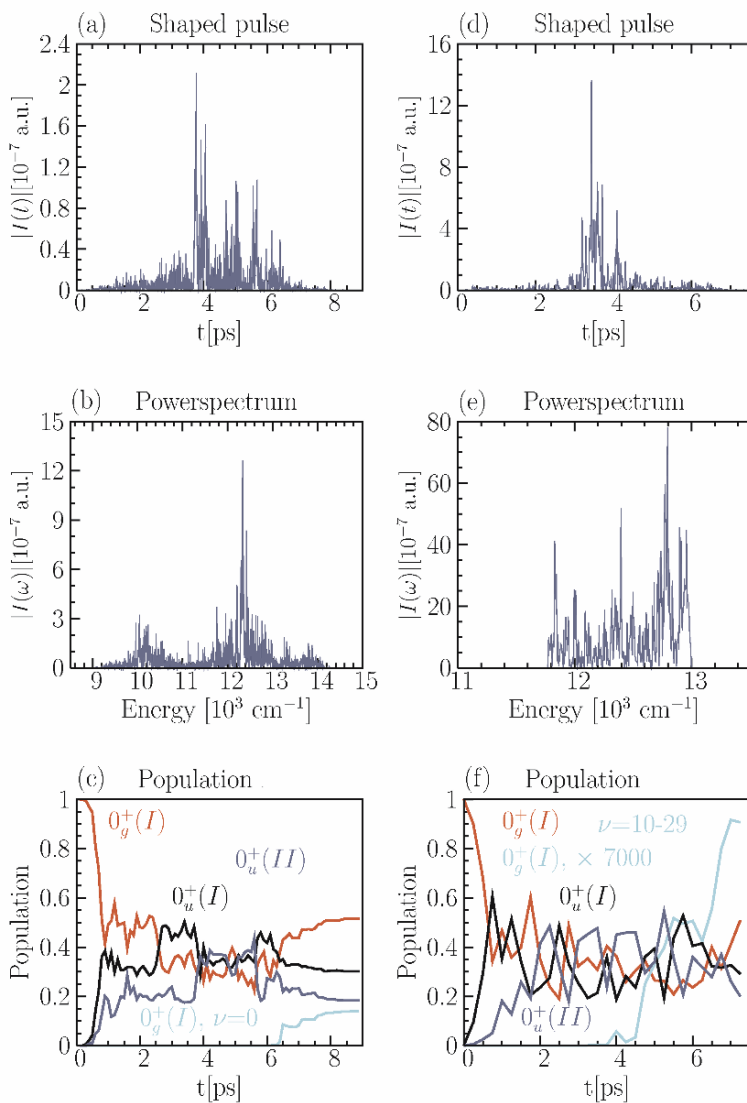 (a) Shaped pulse
|I(t)|[10⁻⁷ a.u.]
2.4
2
1.6
1.2
0.8
0.4
0
0 2 4 6 8
t[ps]
(d) Shaped pulse
|I(t)|[10⁻⁷ a.u.]
16
12
8
4
0
0 2 4 6
t[ps]
(b) Powerspectrum
|I(ω)|[10⁻⁷ a.u.]
15
12
9
6
3
0
9 10 11 12 13 14 15
Energy [10³ cm⁻¹]
(e) Powerspectrum
|I(ω)|[10⁻⁷ a.u.]
80
60
40
20
0
11 12 13
Energy [10³ cm⁻¹]
(c) Population
Population
1
0.8
0.6
0.4
0.2
0
0⁺g(I)
0⁺u(II)
0⁺u(I)
0⁺g(I), ν=0
0 2 4 6 8
t[ps]
(f) Population
Population
1
0.8
0.6
0.4
0.2
0
0⁺g(I) ν=10-29
0⁺g(I), × 7000
0⁺u(I)
0⁺u(II)
0 2 4 6
t[ps]